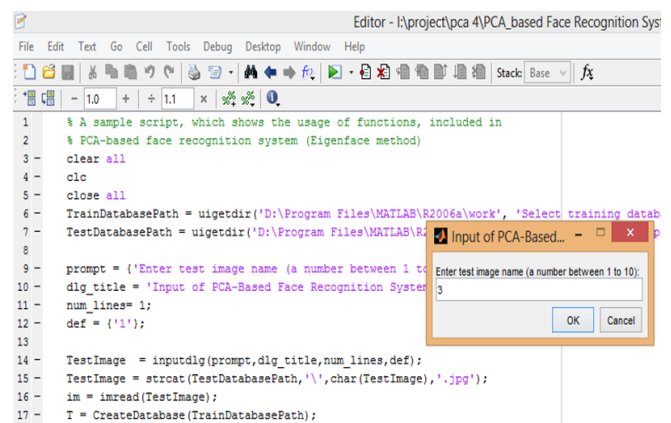 Editor - I:\project\pca 4\PCA_based Face Recognition Sys
File Edit Text Go Cell Tools Debug Desktop Window Help
Stack: Base fx
- 1.0 + ÷ 1.1 ×
1 % A sample script, which shows the usage of functions, included in
2 % PCA-based face recognition system (Eigenface method)
3 - clear all
4 - clc
5 - close all
6 - TrainDatabasePath = uigetdir('D:\Program Files\MATLAB\R2006a\work', 'Select training datab
7 - TestDatabasePath = uigetdir('D:\Program Files\MATLAB\R2
8
9 - prompt = {'Enter test image name (a number between 1 to
10 - dlg_title = 'Input of PCA-Based Face Recognition System
11 - num_lines= 1;
12 - def = {'1'};
13
14 - TestImage = inputdlg(prompt,dlg_title,num_lines,def);
15 - TestImage = strcat(TestDatabasePath,'\',char(TestImage),'.jpg');
16 - im = imread(TestImage);
17 - T = CreateDatabase(TrainDatabasePath);
Input of PCA-Based...
Enter test image name (a number between 1 to 10):
3
OK Cancel